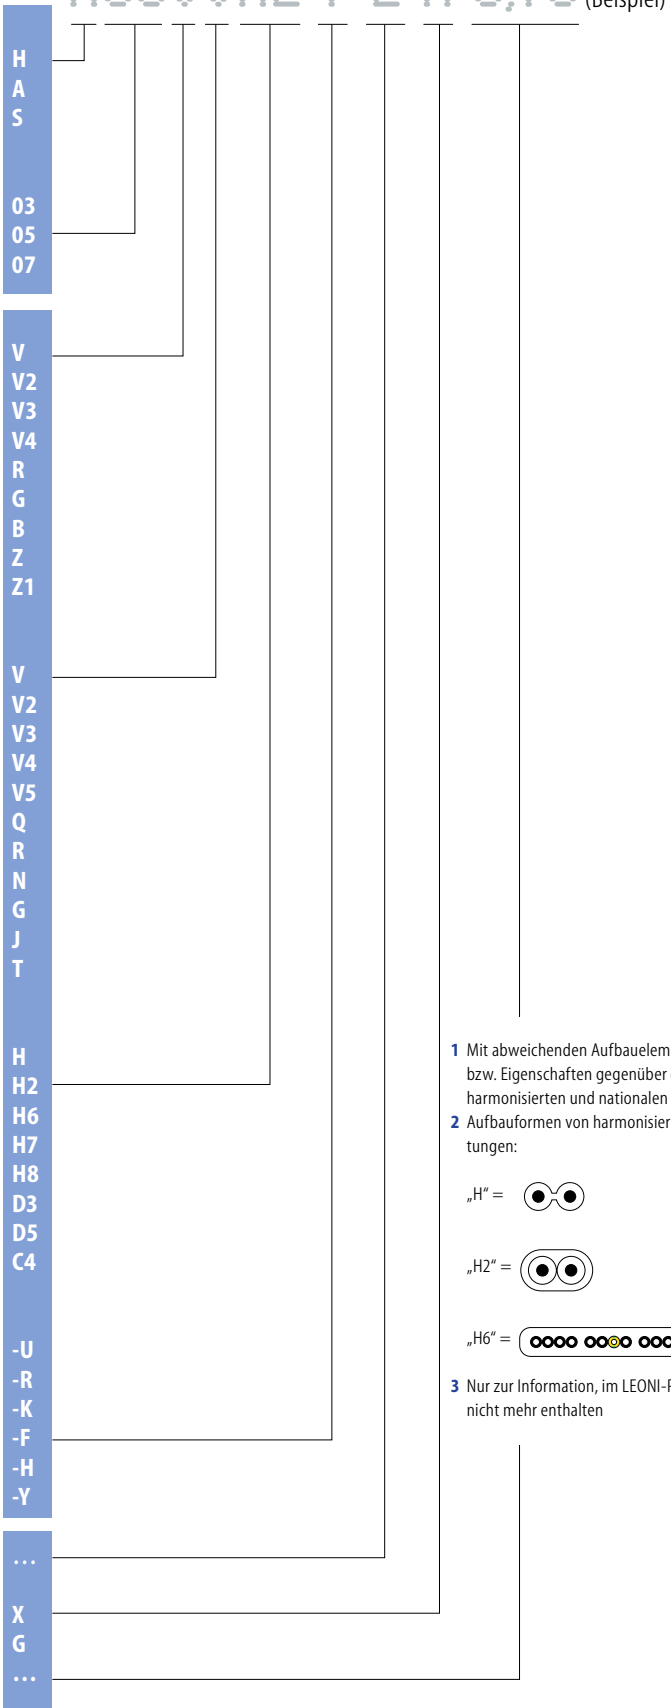 (Beispiel)
H
A
S
03
05
07
V
V2
V3
V4
R
G
B
Z
Z1
V
V2
V3
V4
V5
Q
R
N
G
J
T
H
H2
H6
H7
H8
D3
D5
C4
-U
-R
-K
-F
-H
-Y
...
X
G
...
1 Mit abweichenden Aufbauelem
bzw. Eigenschaften gegenüber
harmonisierten und nationalen
2 Aufbauformen von harmonisier
tungen:
„H“ =
„H2“ =
„H6“ =
3 Nur zur Information, im LEONI-P
nicht mehr enthalten